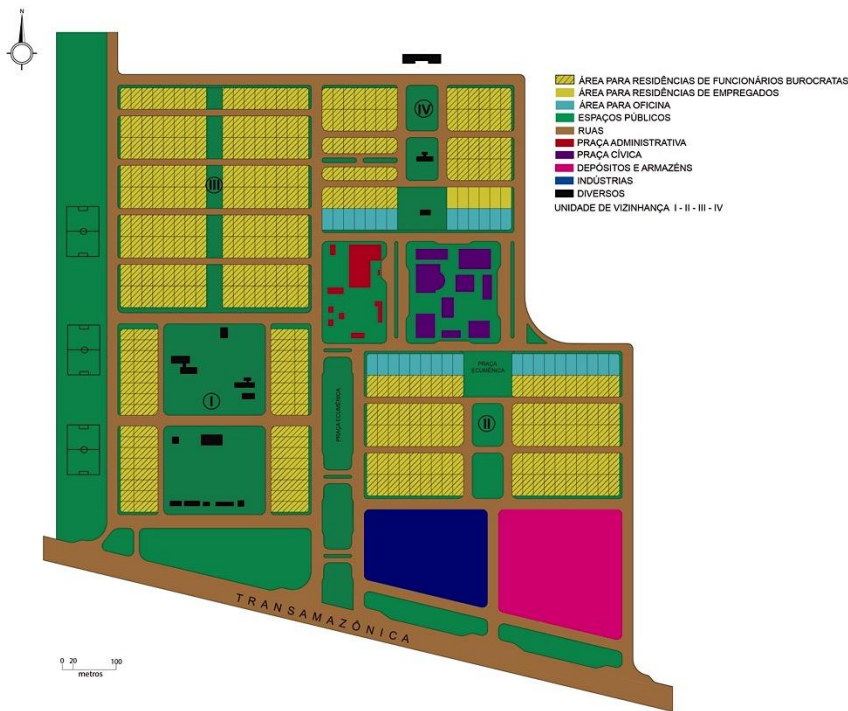 N
ÁREA PARA RESIDÊNCIAS DE FUNCIONÁRIOS BUROCRATAS
ÁREA PARA RESIDÊNCIAS DE EMPREGADOS
ÁREA PARA OFICINA
ESPAÇOS PÚBLICOS
RUAS
PRAÇA ADMINISTRATIVA
PRAÇA CÍVICA
DEPÓSITOS E ARMAZÉNS
INDÚSTRIAS
DIVERSOS
UNIDADE DE VIZINHANÇA I - II - III - IV
IV
III
PRAÇA
ECUMÊNICA
I
PRAÇA ECUMÊNICA
II
TRANSAMAZÔNICA
0 20 100
metros